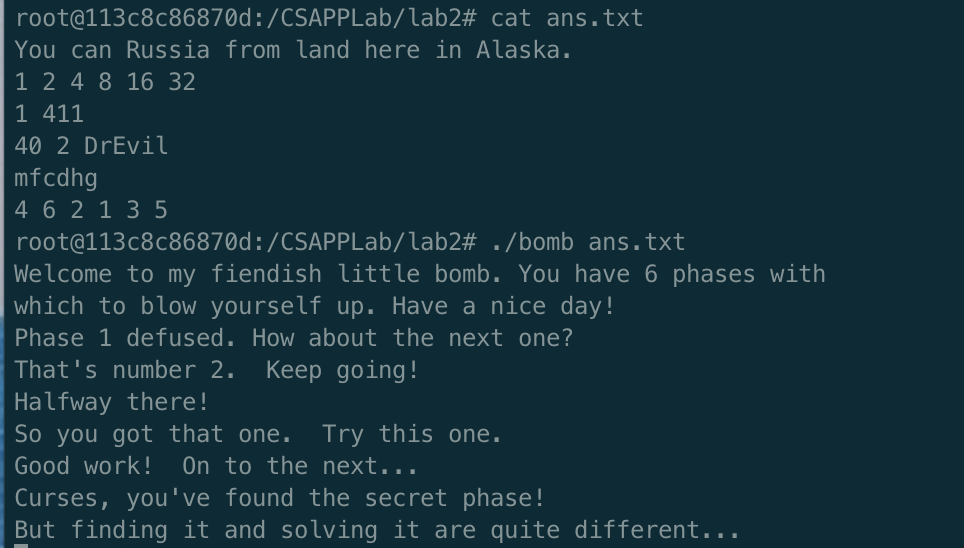 root@113c8c86870d:/CSAPPLab/lab2# cat ans.txt
You can Russia from land here in Alaska.
1 2 4 8 16 32
1 411
40 2 DrEvil
mfcdhg
4 6 2 1 3 5
root@113c8c86870d:/CSAPPLab/lab2# ./bomb ans.txt
Welcome to my fiendish little bomb. You have 6 phases with
which to blow yourself up. Have a nice day!
Phase 1 defused. How about the next one?
That's number 2.  Keep going!
Halfway there!
So you got that one.  Try this one.
Good work!  On to the next...
Curses, you've found the secret phase!
But finding it and solving it are quite different...